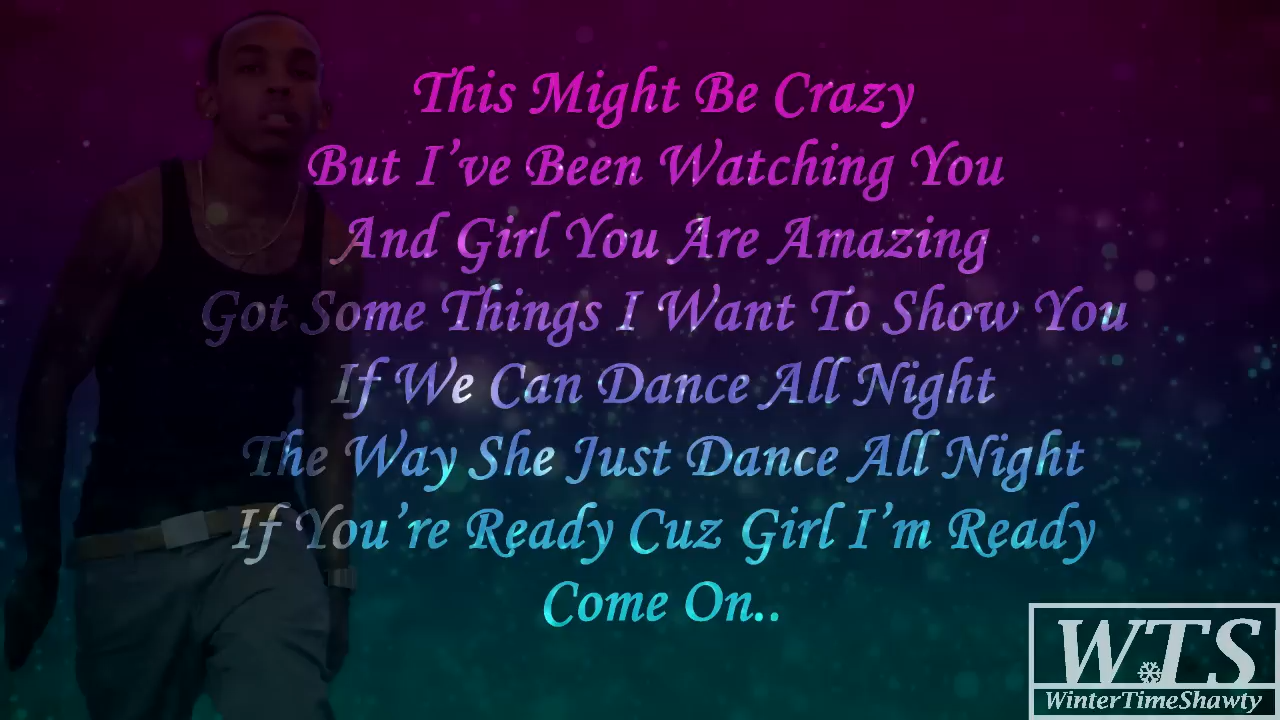 This Might Be Crazy
But I've Been Watching You
And Girl You Are Amazing
Got Some Things I Want To Show You
If We Can Dance All Night
The Way She Just Dance All Night
If You're Ready Cuz Girl I'm Ready
Come On..
WTS
WinterTimeShawty